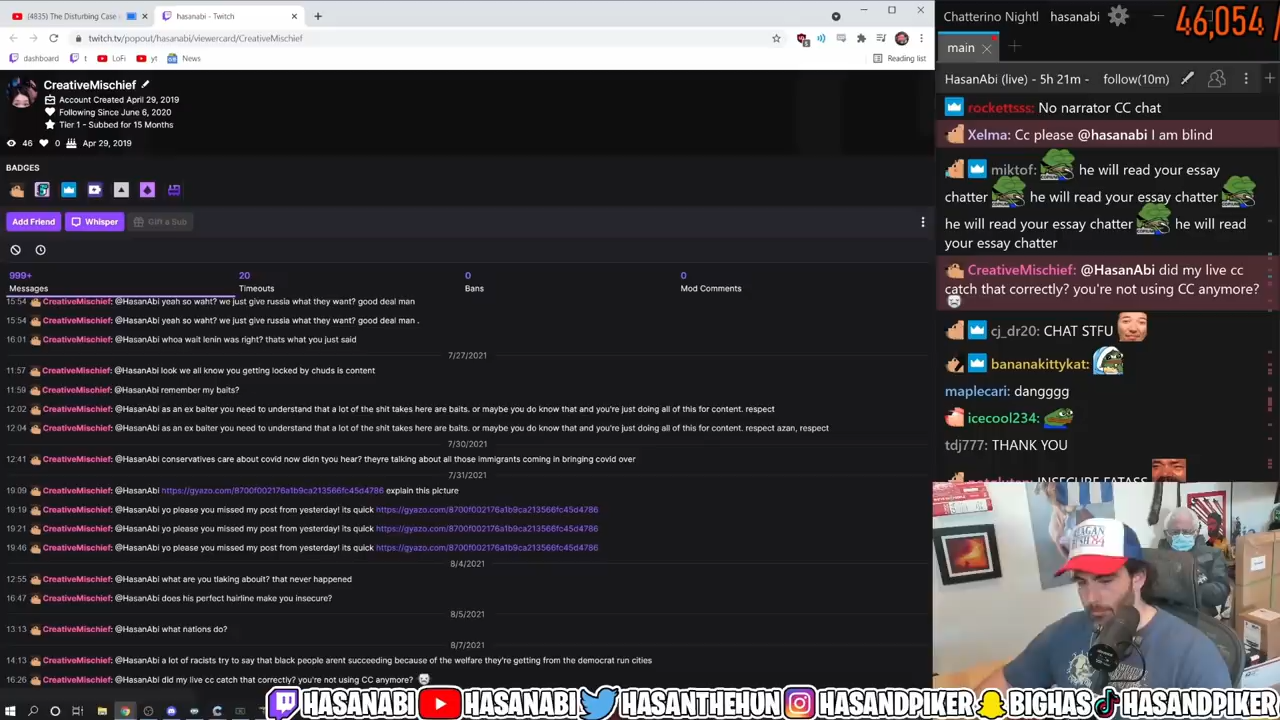 (4835) The Disturbing Case
hasanabi - Twitch
twitch.tv/popout/hasanabi/viewercard/CreativeMischief
dashboard
t
LoFi
yt
News
Reading list
CreativeMischief
Account Created April 29, 2019
Following Since June 6, 2020
Tier 1 - Subbed for 15 Months
46
0
Apr 29, 2019
BADGES
Add Friend
Whisper
Gift a Sub
999+
Messages
20
Timeouts
0
Bans
0
Mod Comments
15:54 CreativeMischief: @HasanAbi yeah so waht? we just give russia what they want? good deal man
15:54 CreativeMischief: @HasanAbi yeah so waht? we just give russia what they want? good deal man .
16:01 CreativeMischief: @HasanAbi whoa wait lenin was right? thats what you just said
7/27/2021
11:57 CreativeMischief: @HasanAbi look we all know you getting locked by chuds is content
11:59 CreativeMischief: @HasanAbi remember my baits?
12:02 CreativeMischief: @HasanAbi as an ex baiter you need to understand that a lot of the shit takes here are baits. or maybe you do know that and you're just doing all of this for content. respect
12:04 CreativeMischief: @HasanAbi as an ex baiter you need to understand that a lot of the shit takes here are baits. or maybe you do know that and you're just doing all of this for content. respect azan, respect
7/30/2021
12:41 CreativeMischief: @HasanAbi conservatives care about covid now didn tyou hear? theyre talking about all those immigrants coming in bringing covid over
7/31/2021
19:09 CreativeMischief: @HasanAbi https://gyazo.com/8700f002176a1b9ca213566fc45d4786 explain this picture
19:19 CreativeMischief: @HasanAbi yo please you missed my post from yesterday! its quick https://gyazo.com/8700f002176a1b9ca213566fc45d4786
19:21 CreativeMischief: @HasanAbi yo please you missed my post from yesterday! its quick https://gyazo.com/8700f002176a1b9ca213566fc45d4786
19:46 CreativeMischief: @HasanAbi yo please you missed my post from yesterday! its quick https://gyazo.com/8700f002176a1b9ca213566fc45d4786
8/4/2021
12:55 CreativeMischief: @HasanAbi what are you tlaking aboult? that never happened
16:47 CreativeMischief: @HasanAbi does his perfect hairline make you insecure?
8/5/2021
13:13 CreativeMischief: @HasanAbi what nations do?
8/7/2021
14:13 CreativeMischief: @HasanAbi a lot of racists try to say that black people arent succeeding because of the welfare they're getting from the democrat run cities
16:26 CreativeMischief: @HasanAbi did my live cc catch that correctly? you're not using CC anymore?
Chatterino Nightl
hasanabi
46,054
main
HasanAbi (live) - 5h 21m - follow(10m)
rockettsss: No narrator CC chat
Xelma: Cc please @hasanabi I am blind
miktof: he will read your essay
chatter he will read your essay chatter
he will read your essay chatter he will read
your essay chatter
CreativeMischief: @HasanAbi did my live cc
catch that correctly? you're not using CC anymore?
cj_dr20: CHAT STFU
bananakittykat:
maplecari: dangggg
icecool234:
tdj777: THANK YOU
INSECURE FATASS
HASANABI
HASANABI
HASANTHEHUN
HASANDPIKER
BIGHAS
HASANDPIKER